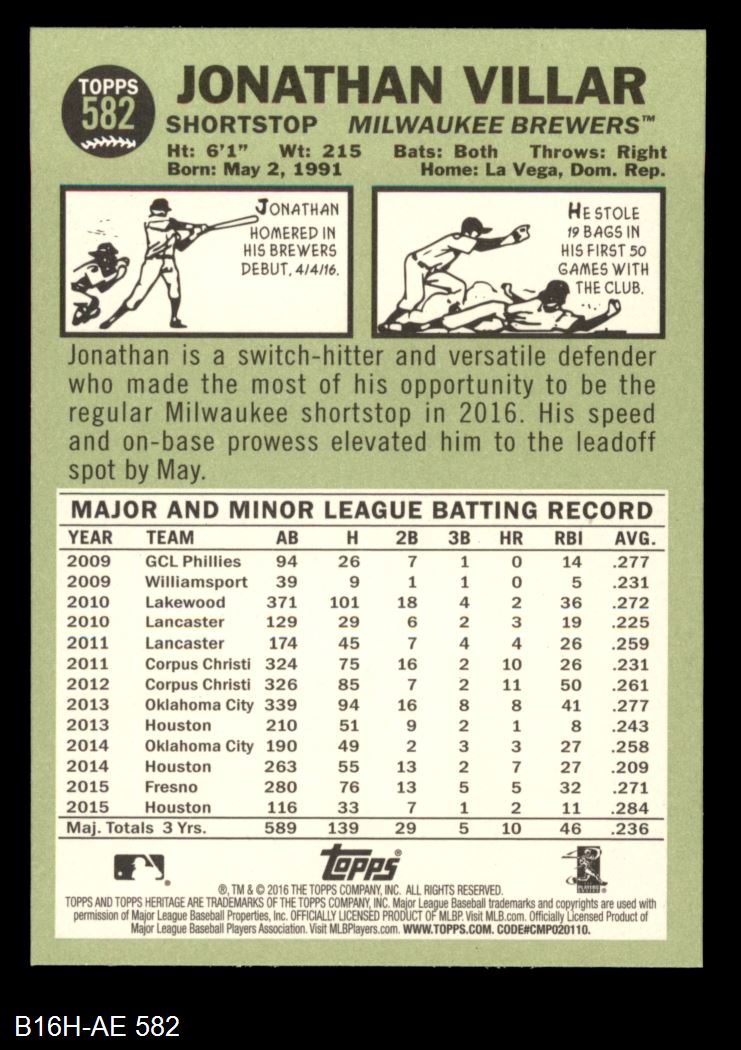 TOPPS
582
JONATHAN VILLAR
SHORTSTOP MILWAUKEE BREWERS™
Ht: 6'1" Wt: 215 Bats: Both Throws: Right
Born: May 2, 1991 Home: La Vega, Dom. Rep.
JONATHAN
HOMERED IN
HIS BREWERS
DEBUT, 4/4/16.
HE STOLE
19 BAGS IN
HIS FIRST 50
GAMES WITH
THE CLUB.
Jonathan is a switch-hitter and versatile defender
who made the most of his opportunity to be the
regular Milwaukee shortstop in 2016. His speed
and on-base prowess elevated him to the leadoff
spot by May.
MAJOR AND MINOR LEAGUE BATTING RECORD
YEAR TEAM AB H 2B 3B HR RBI AVG.
2009 GCL Phillies 94 26 7 1 0 14 .277
2009 Williamsport 39 9 1 1 0 5 .231
2010 Lakewood 371 101 18 4 2 36 .272
2010 Lancaster 129 29 6 2 3 19 .225
2011 Lancaster 174 45 7 4 4 26 .259
2011 Corpus Christi 324 75 16 2 10 26 .231
2012 Corpus Christi 326 85 7 2 11 50 .261
2013 Oklahoma City 339 94 16 8 8 41 .277
2013 Houston 210 51 9 2 1 8 .243
2014 Oklahoma City 190 49 2 3 3 27 .258
2014 Houston 263 55 13 2 7 27 .209
2015 Fresno 280 76 13 5 5 32 .271
2015 Houston 116 33 7 1 2 11 .284
Maj. Totals 3 Yrs. 589 139 29 5 10 46 .236
Topps®
PLAYERS
®, TM & © 2016 THE TOPPS COMPANY, INC. ALL RIGHTS RESERVED.
TOPPS AND TOPPS HERITAGE ARE TRADEMARKS OF THE TOPPS COMPANY, INC. Major League Baseball trademarks and copyrights are used with
permission of Major League Baseball Properties, Inc. OFFICIALLY LICENSED PRODUCT OF MLBP. Visit MLB.com. Officially Licensed Product of
Major League Baseball Players Association. Visit MLBPlayers.com. WWW.TOPPS.COM. CODE#CMP020110.
B16H-AE 582